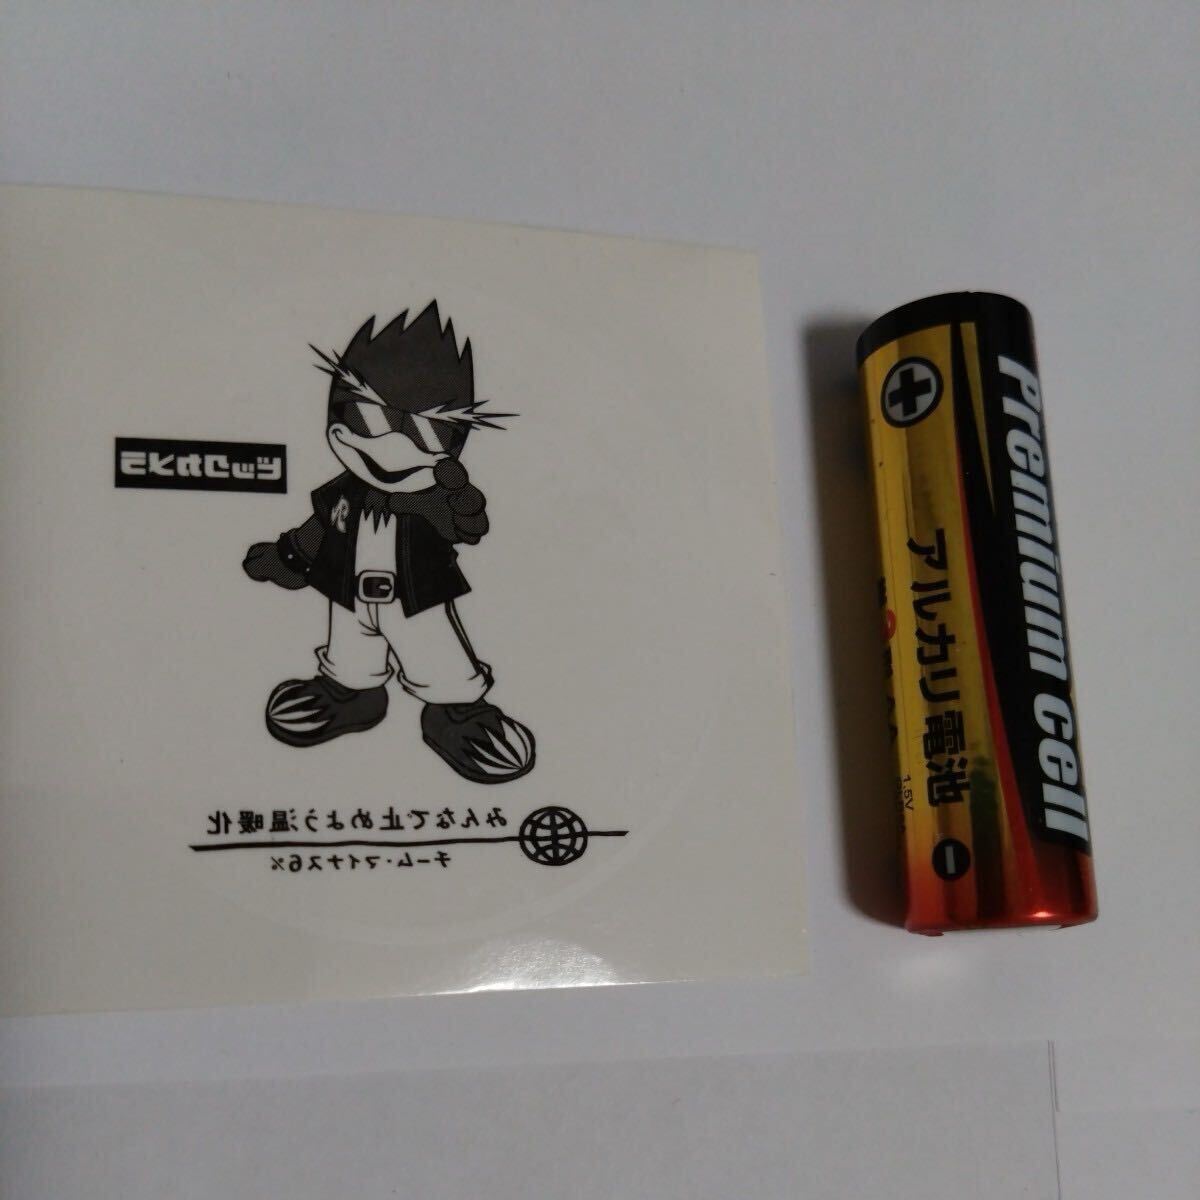 みんなで止めよう温暖化
チーム・マイナス6%
Premium cell
アルカリ電池
1.5V